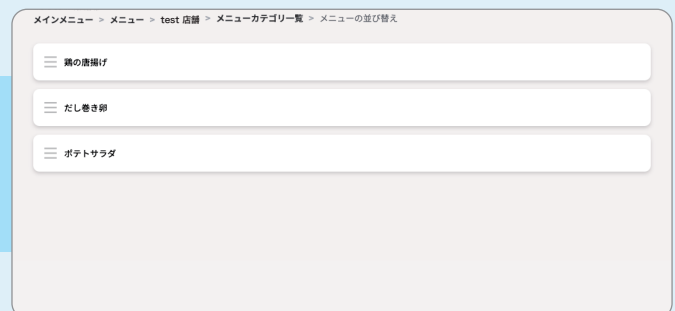 メインメニュー > メニュー > test 店舗 > メニューカテゴリ一覧 > メニューの並び替え
鶏の唐揚げ
だし巻き卵
ポテトサラダ